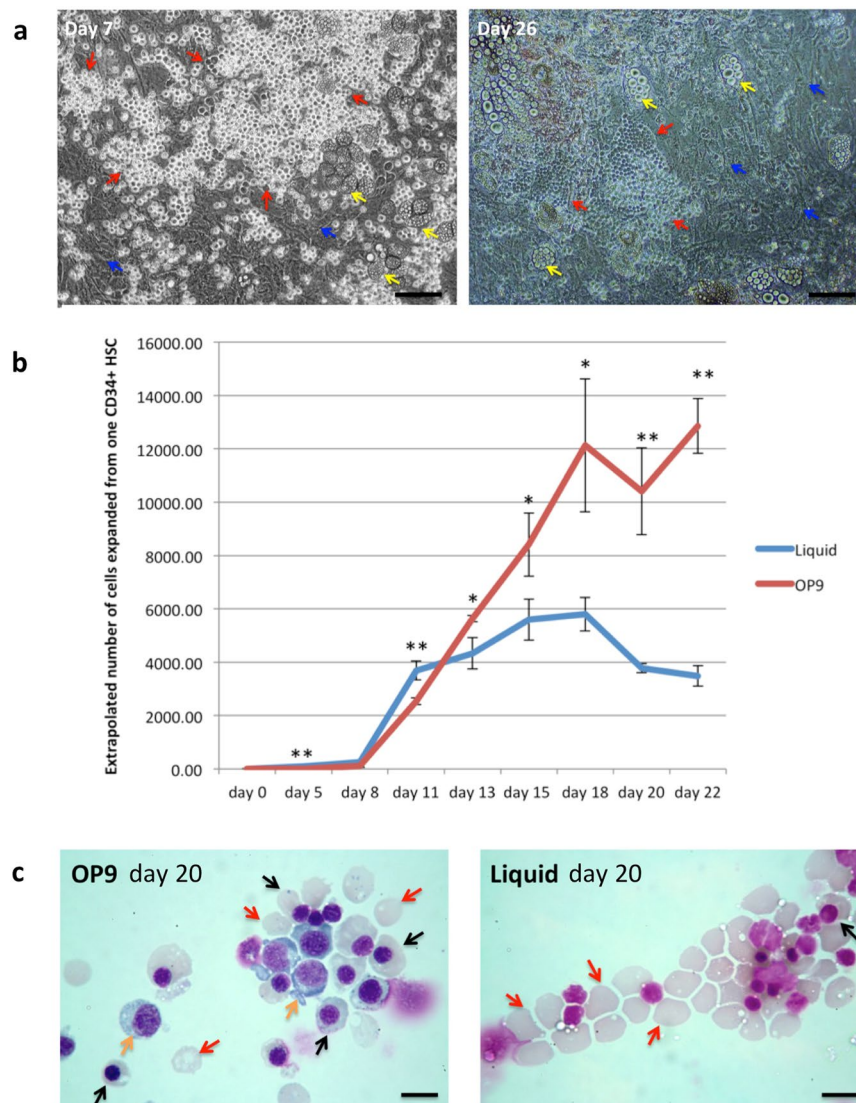 a
Day 7
Day 26
b
Extrapolated number of cells expanded from one CD34+ HSC
16000.00
14000.00
12000.00
10000.00
8000.00
6000.00
4000.00
2000.00
0.00
**
**
*
*
*
**
**
day 0 day 5 day 8 day 11 day 13 day 15 day 18 day 20 day 22
Liquid
OP9
c
OP9 day 20
Liquid day 20